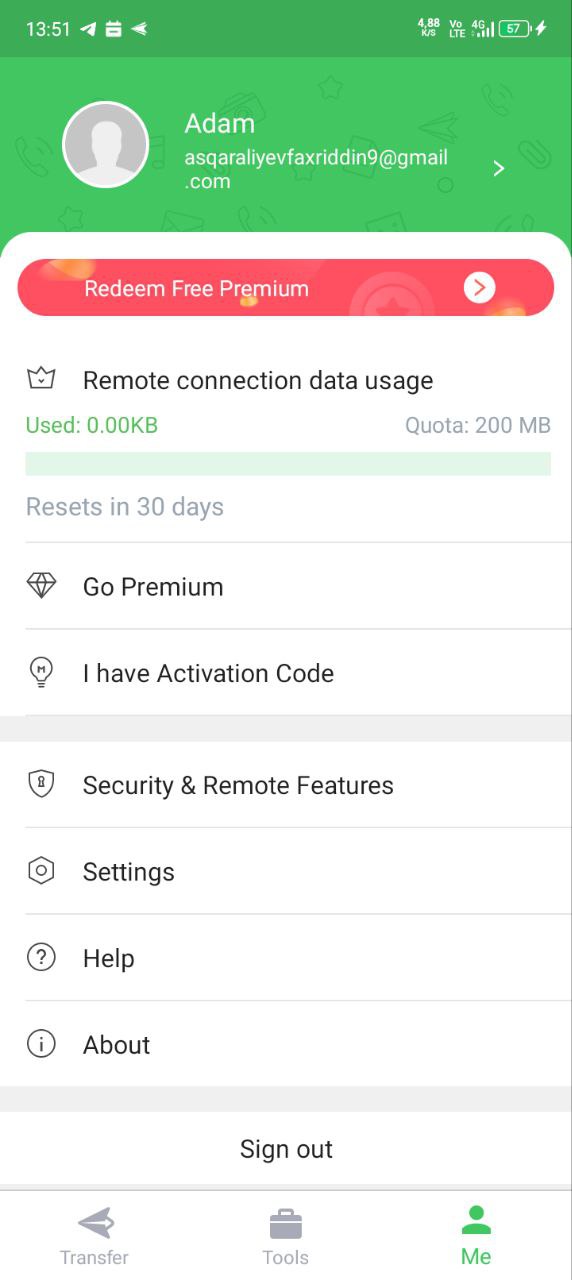 13:51
4,88 K/S Vo LTE 4G 57
Adam
asqaraliyevfaxriddin9@gmail
.com
Redeem Free Premium
Remote connection data usage
Used: 0.00KB Quota: 200 MB
Resets in 30 days
Go Premium
I have Activation Code
Security & Remote Features
Settings
Help
About
Sign out
Transfer Tools Me